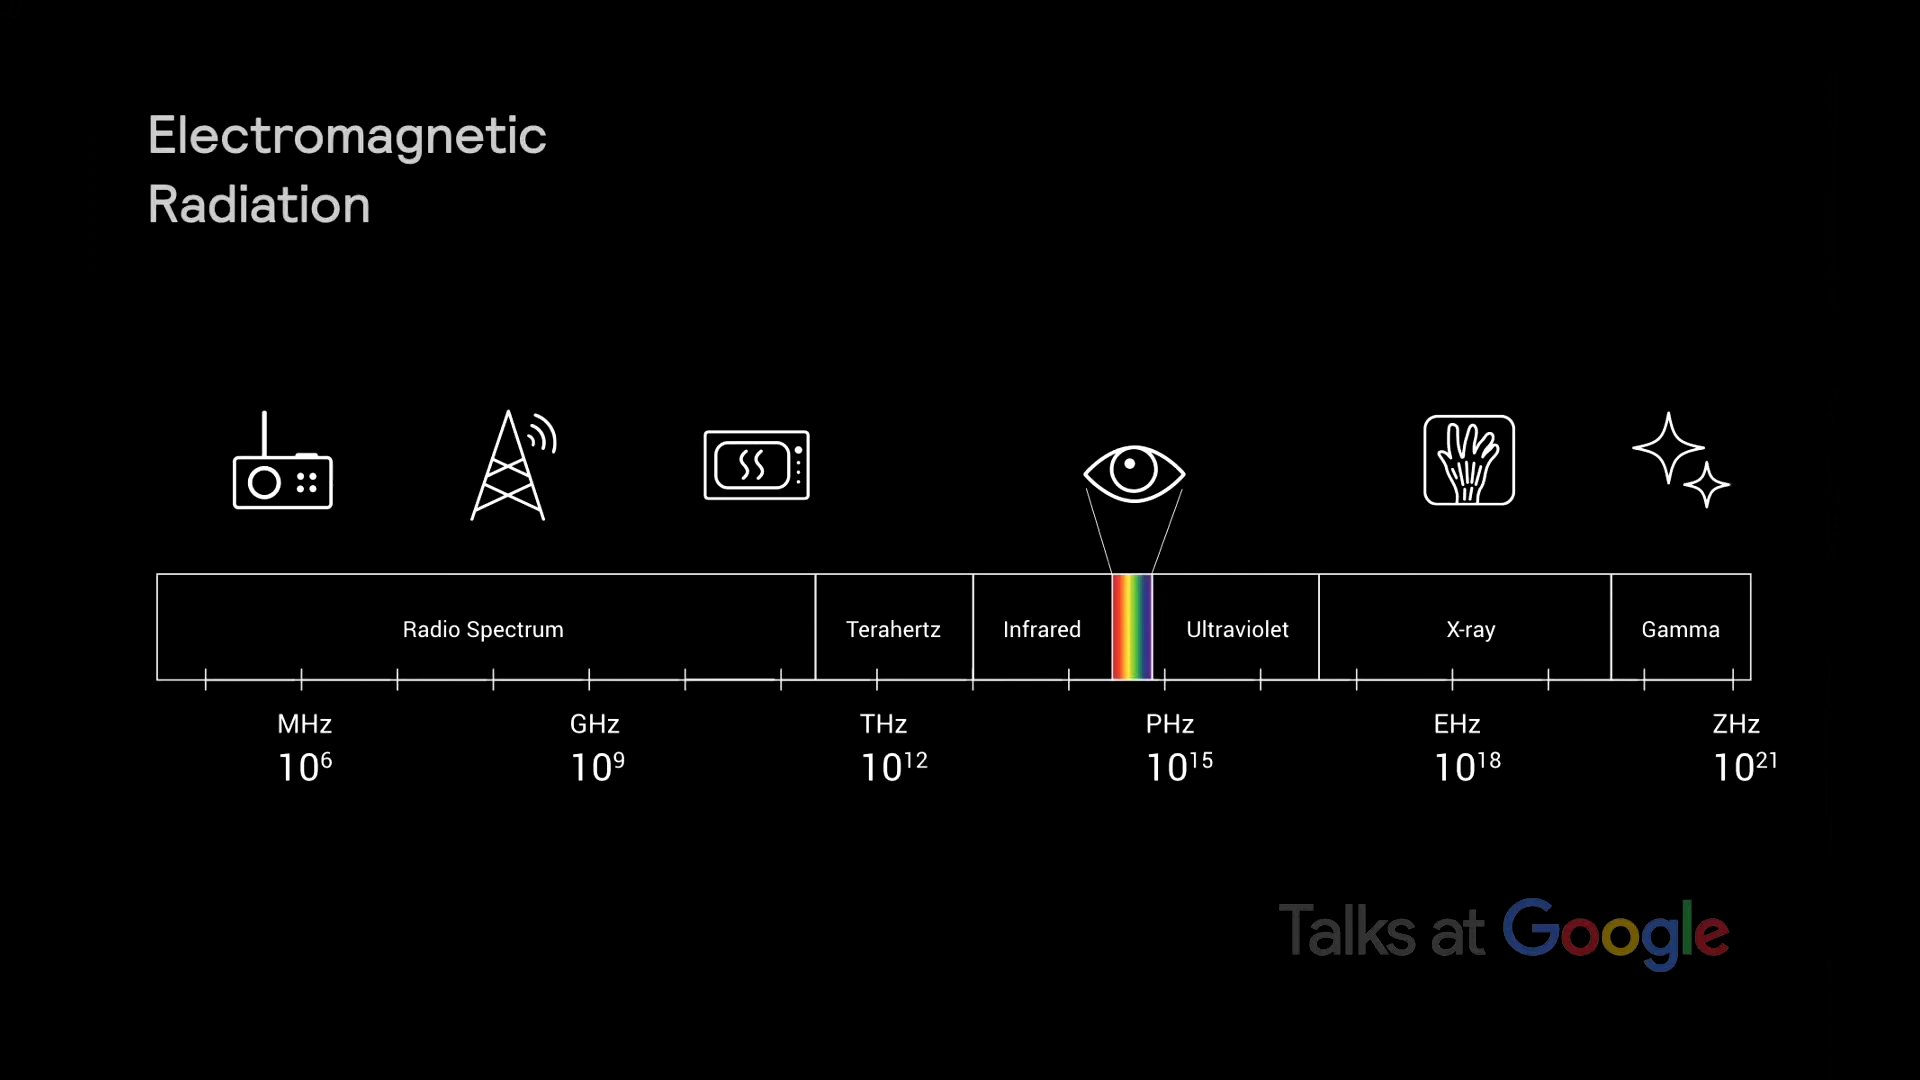 Electromagnetic
Radiation
Radio Spectrum Terahertz Infrared Ultraviolet X-ray Gamma
MHz GHz THz PHz EHz ZHz
10⁶ 10⁹ 10¹² 10¹⁵ 10¹⁸ 10²¹
Talks at Google